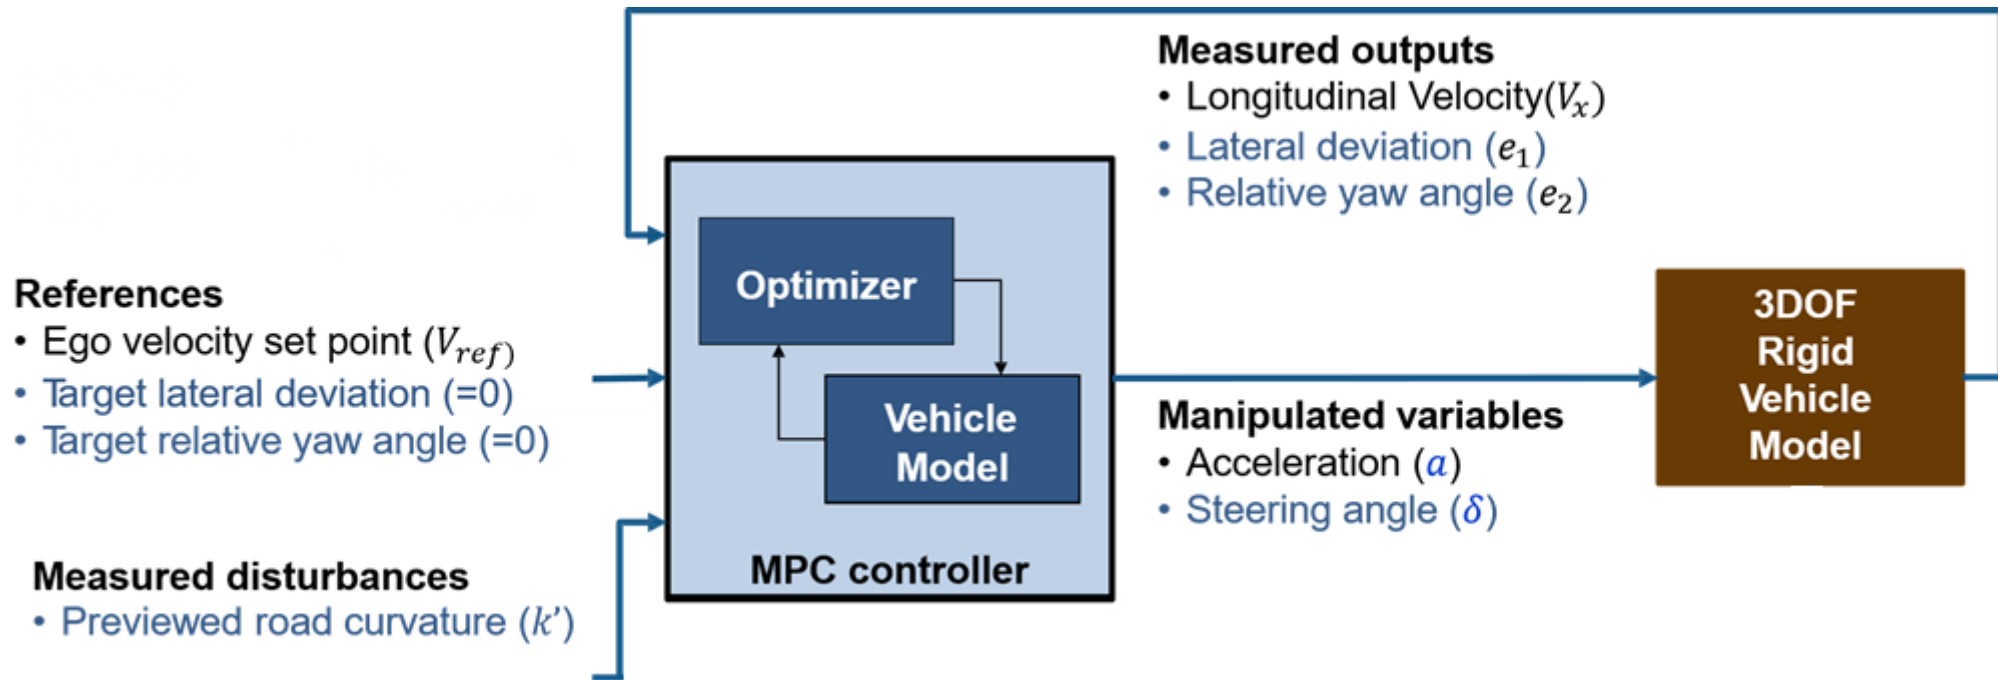 Measured outputs
• Longitudinal Velocity(Vₓ)
• Lateral deviation (e₁)
• Relative yaw angle (e₂)
References
• Ego velocity set point (V_ref)
• Target lateral deviation (=0)
• Target relative yaw angle (=0)
Measured disturbances
• Previewed road curvature (k’)
Optimizer
Vehicle
Model
MPC controller
Manipulated variables
• Acceleration (a)
• Steering angle (δ)
3DOF
Rigid
Vehicle
Model